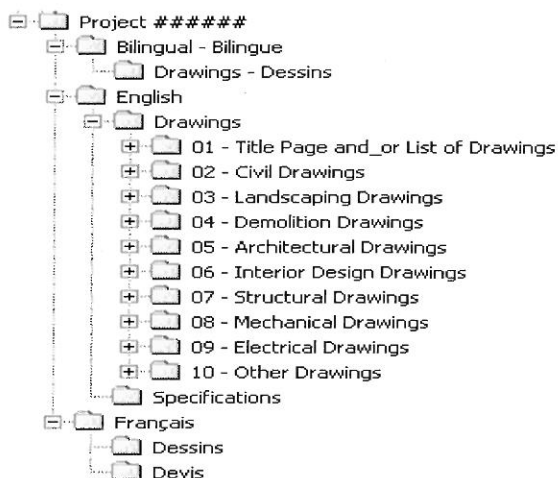 Project ######
Bilingual - Bilingue
Drawings - Dessins
English
Drawings
01 - Title Page and_or List of Drawings
02 - Civil Drawings
03 - Landscaping Drawings
04 - Demolition Drawings
05 - Architectural Drawings
06 - Interior Design Drawings
07 - Structural Drawings
08 - Mechanical Drawings
09 - Electrical Drawings
10 - Other Drawings
Specifications
Français
Dessins
Devis